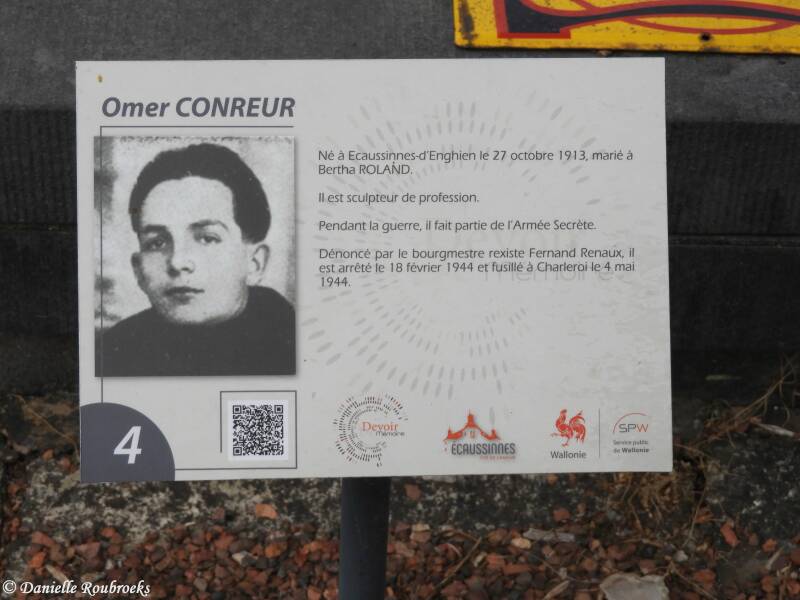 Omer CONREUR
Né à Ecaussinnes-d'Enghien le 27 octobre 1913, marié à
Bertha ROLAND.
Il est sculpteur de profession.
Pendant la guerre, il fait partie de l'Armée Secrète.
Dénoncé par le bourgmestre rexiste Fernand Renaux, il
est arrêté le 18 février 1944 et fusillé à Charleroi le 4 mai
1944.
4
Devoir
Mémoire
ECAUSSINNES
Wallonie
SPW
Service public
de Wallonie
© Danielle Roubroeks